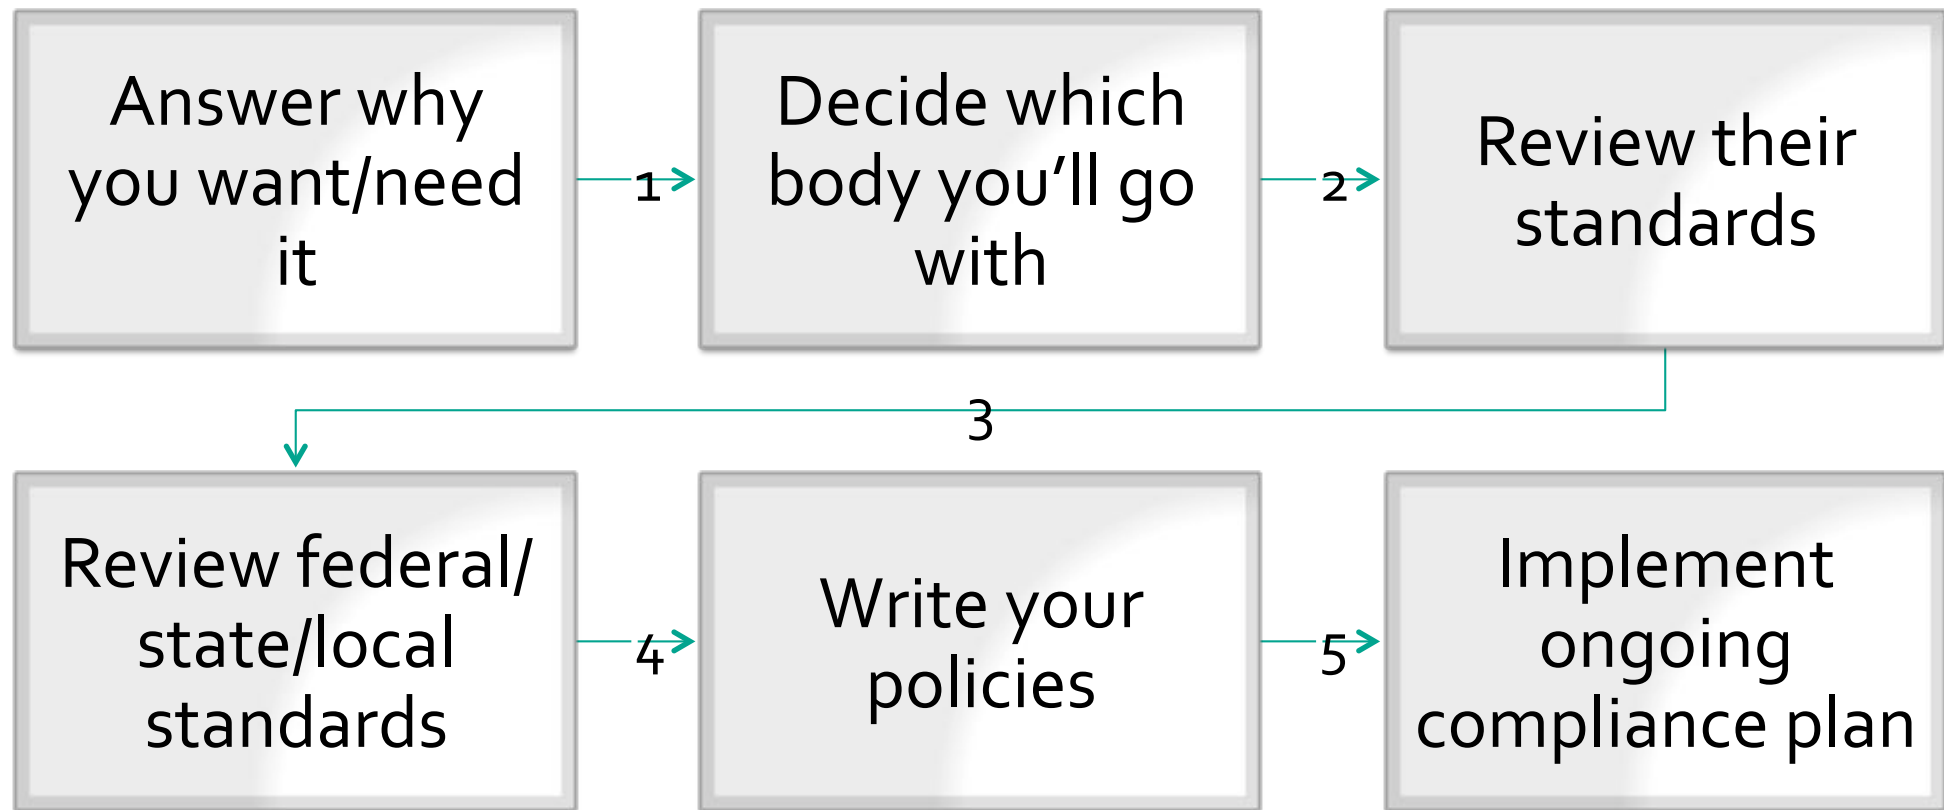 Answer why
you want/need
it
1
Decide which
body you’ll go
with
2
Review their
standards
3
Review federal/
state/local
standards
4
Write your
policies
5
Implement
ongoing
compliance plan